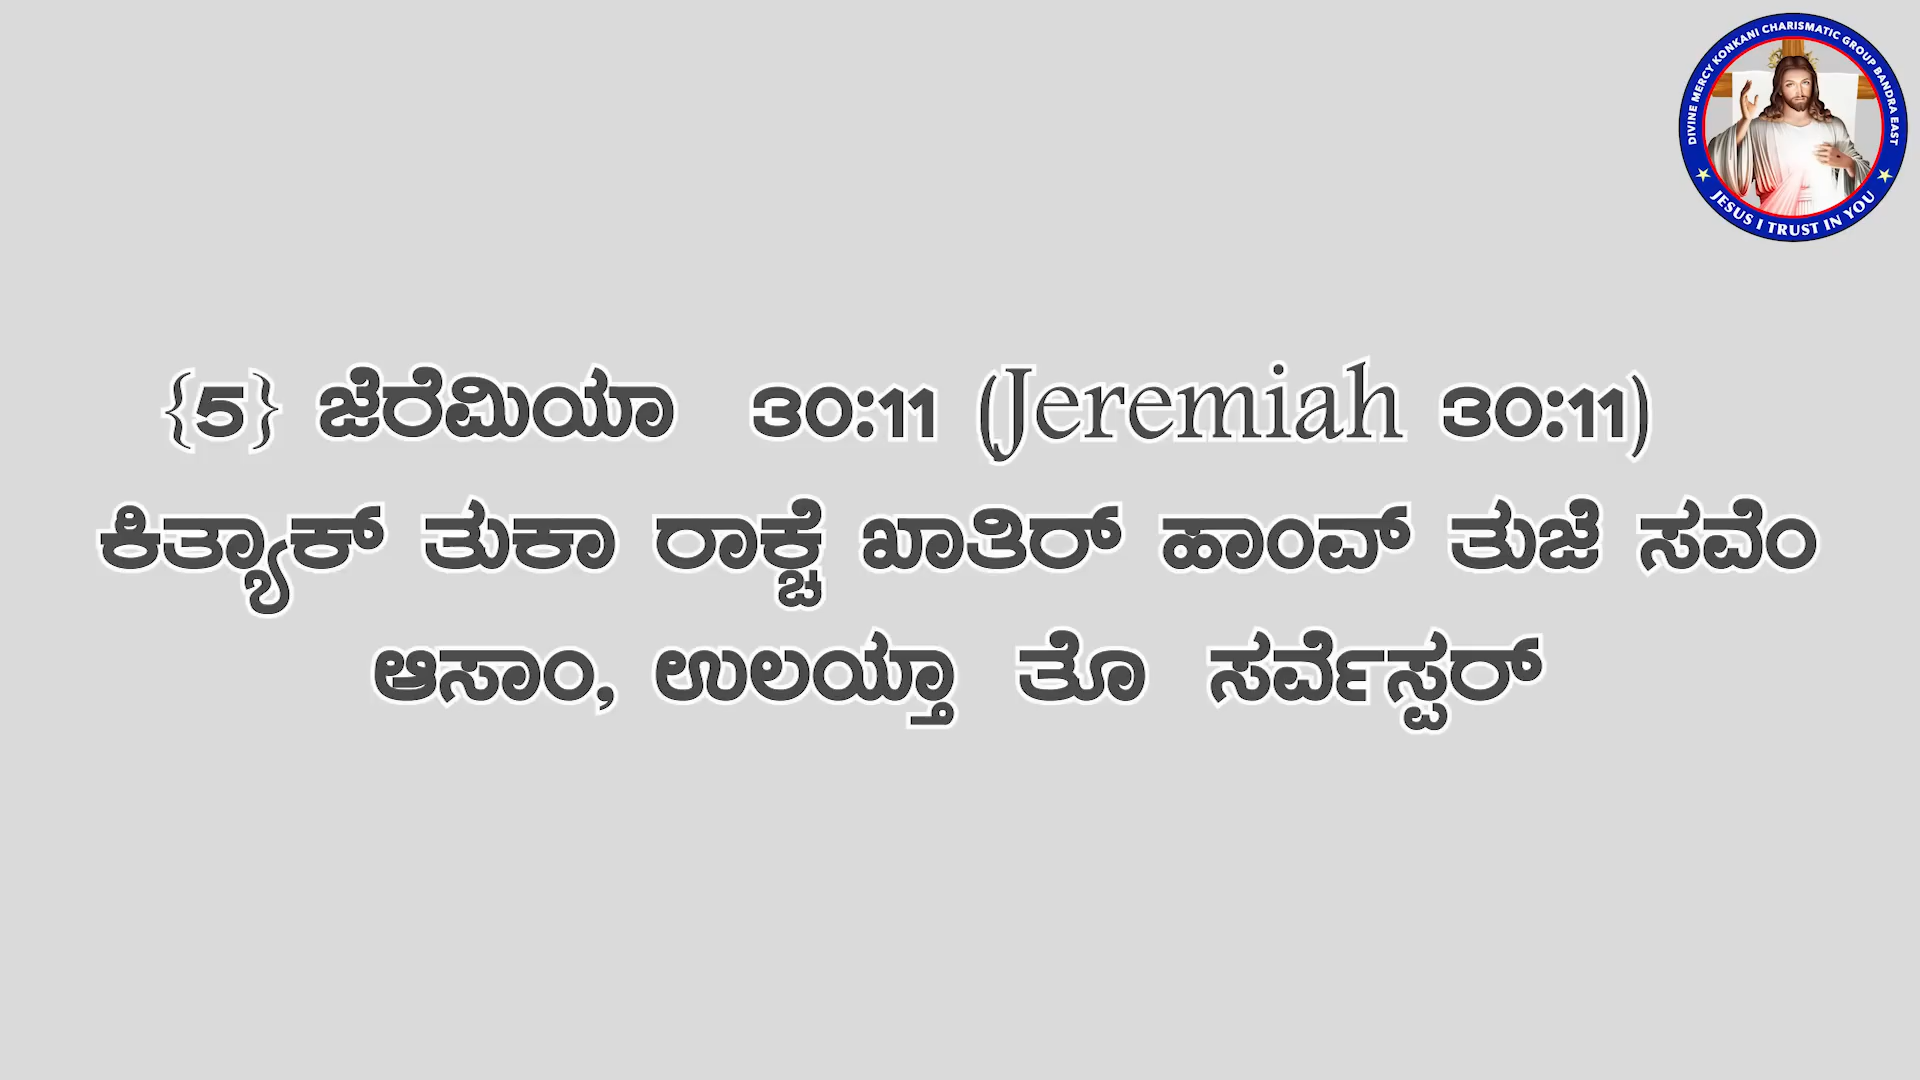 DIVINE MERCY KONKANI CHARISMATIC GROUP BANDRA EAST
JESUS I TRUST IN YOU
{5} ಜೆರೆಮಿಯಾ 30:11 (Jeremiah 30:11)
ಕಿತ್ಯಾಕ್ ತುಕಾ ರಾಕ್ಚೆ ಖಾತಿರ್ ಹಾಂವ್ ತುಜೆ ಸವೆಂ
ಆಸಾಂ, ಉಲಯ್ತಾ ತೊ ಸರ್ವೆಸ್ಪರ್